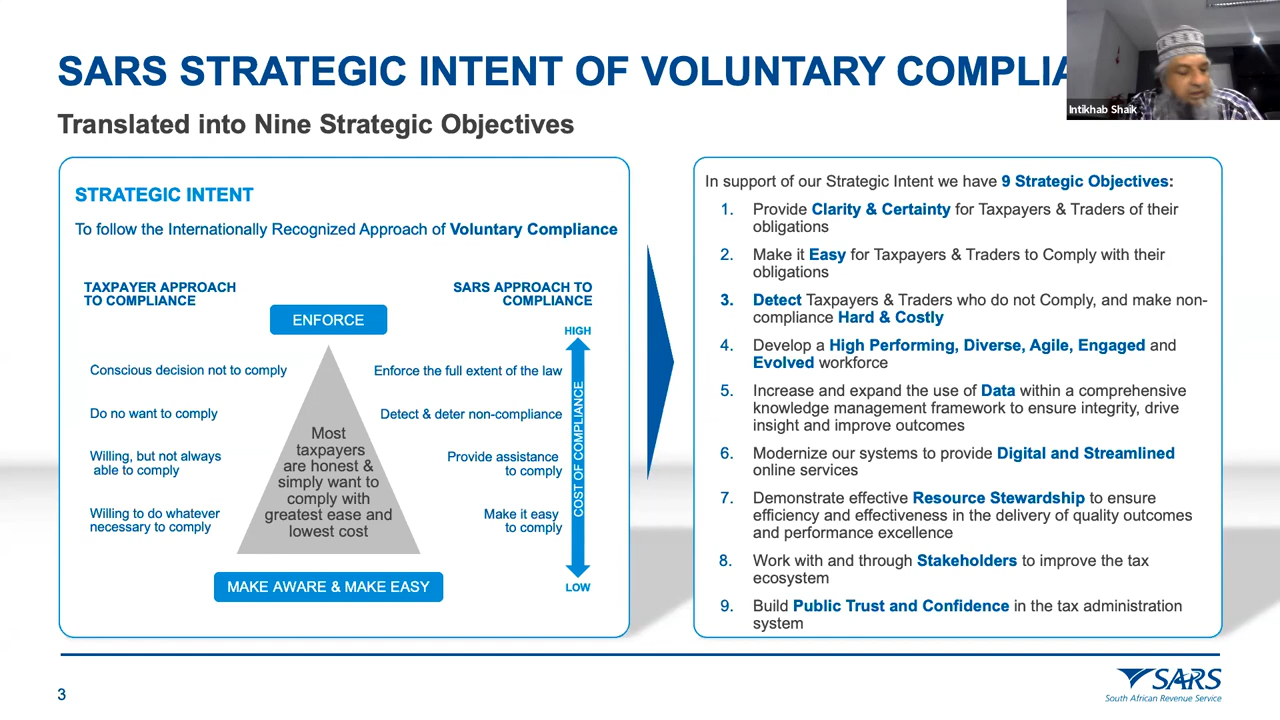 SARS STRATEGIC INTENT OF VOLUNTARY COMPLIA
Intikhab Shaik
Translated into Nine Strategic Objectives
STRATEGIC INTENT
To follow the Internationally Recognized Approach of Voluntary Compliance
TAXPAYER APPROACH
TO COMPLIANCE
SARS APPROACH TO
COMPLIANCE
ENFORCE
HIGH
Conscious decision not to comply
Enforce the full extent of the law
Do no want to comply
Detect & deter non-compliance
Willing, but not always
able to comply
Provide assistance
to comply
Willing to do whatever
necessary to comply
Make it easy
to comply
Most
taxpayers
are honest &
simply want to
comply with
greatest ease and
lowest cost
COST OF COMPLIANCE
MAKE AWARE & MAKE EASY
LOW
In support of our Strategic Intent we have 9 Strategic Objectives:
1. Provide Clarity & Certainty for Taxpayers & Traders of their
obligations
2. Make it Easy for Taxpayers & Traders to Comply with their
obligations
3. Detect Taxpayers & Traders who do not Comply, and make non-
compliance Hard & Costly
4. Develop a High Performing, Diverse, Agile, Engaged and
Evolved workforce
5. Increase and expand the use of Data within a comprehensive
knowledge management framework to ensure integrity, drive
insight and improve outcomes
6. Modernize our systems to provide Digital and Streamlined
online services
7. Demonstrate effective Resource Stewardship to ensure
efficiency and effectiveness in the delivery of quality outcomes
and performance excellence
8. Work with and through Stakeholders to improve the tax
ecosystem
9. Build Public Trust and Confidence in the tax administration
system
3
SARS
South African Revenue Service